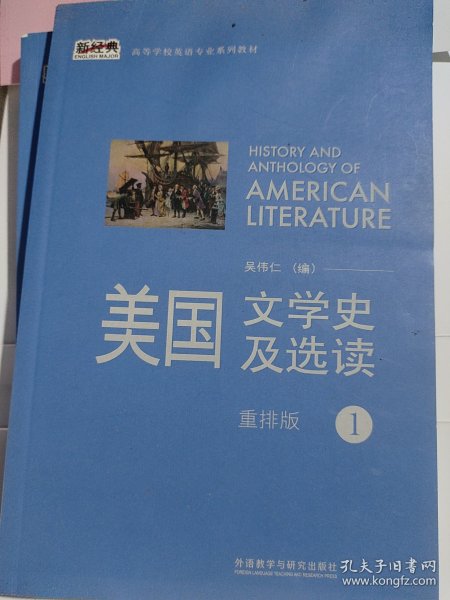 新经典
ENGLISH MAJOR
高等学校英语专业系列教材
HISTORY AND
ANTHOLOGY OF
AMERICAN
LITERATURE
吴伟仁 (编)
美国
文学史
及选读
重排版
1
外语教学与研究出版社
FOREIGN LANGUAGE TEACHING AND RESEARCH PRESS
孔夫子旧书网
www.kongfz.com